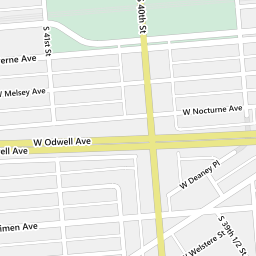 S 40th St
S 41st St
erne Ave
W Melsey Ave
W Nocturne Ave
W Odwell Ave
ell Ave
W Deaney Pl
imen Ave
S 39th 1/2 St
W Welstere St